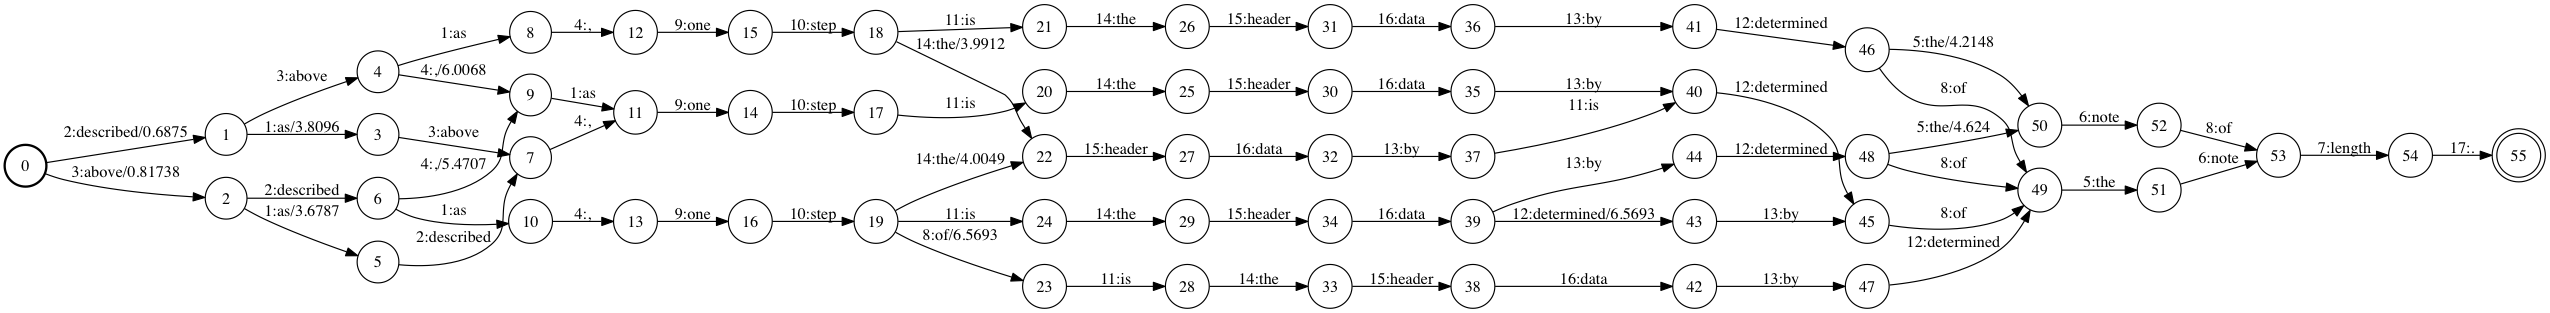 0
2:described/0.6875
3:above/0.81738
1
2
3:above
1:as/3.8096
2:described
1:as/3.6787
4
3
6
5
1:as
4:,/6.0068
3:above
4:,/5.4707
1:as
2:described
8
9
7
10
4:,
1:as
4:,
4:,
12
11
13
9:one
9:one
9:one
15
14
16
10:step
10:step
10:step
18
17
19
11:is
14:the/3.9912
11:is
14:the/4.0049
11:is
8:of/6.5693
21
20
22
24
23
14:the
14:the
15:header
14:the
11:is
26
25
27
29
28
15:header
15:header
16:data
15:header
14:the
31
30
32
34
33
16:data
16:data
13:by
16:data
15:header
36
35
37
39
38
13:by
13:by
11:is
13:by
12:determined/6.5693
16:data
41
40
44
43
42
12:determined
12:determined
12:determined
13:by
13:by
46
48
45
47
5:the/4.2148
8:of
5:the/4.624
8:of
8:of
12:determined
50
49
6:note
5:the
52
51
8:of
6:note
53
7:length
54
17:.
55